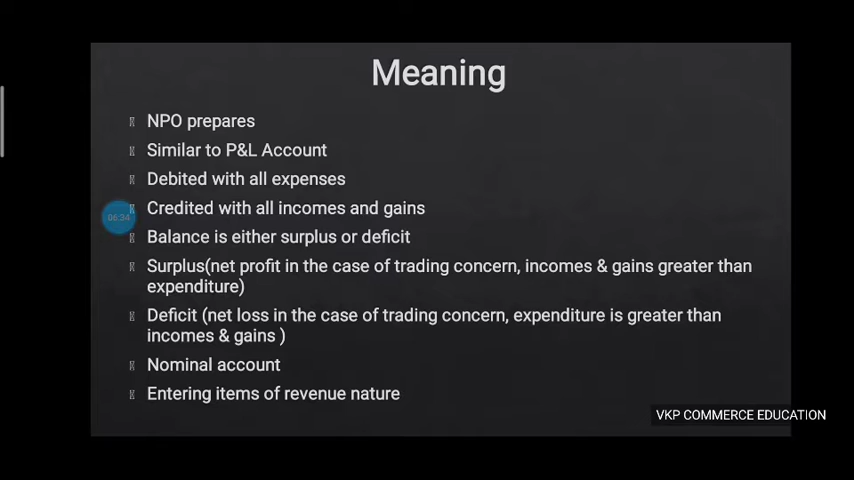 Meaning
NPO prepares
Similar to P&L Account
Debited with all expenses
Credited with all incomes and gains
06:34
Balance is either surplus or deficit
Surplus(net profit in the case of trading concern, incomes & gains greater than
expenditure)
Deficit (net loss in the case of trading concern, expenditure is greater than
incomes & gains )
Nominal account
Entering items of revenue nature
VKP COMMERCE EDUCATION